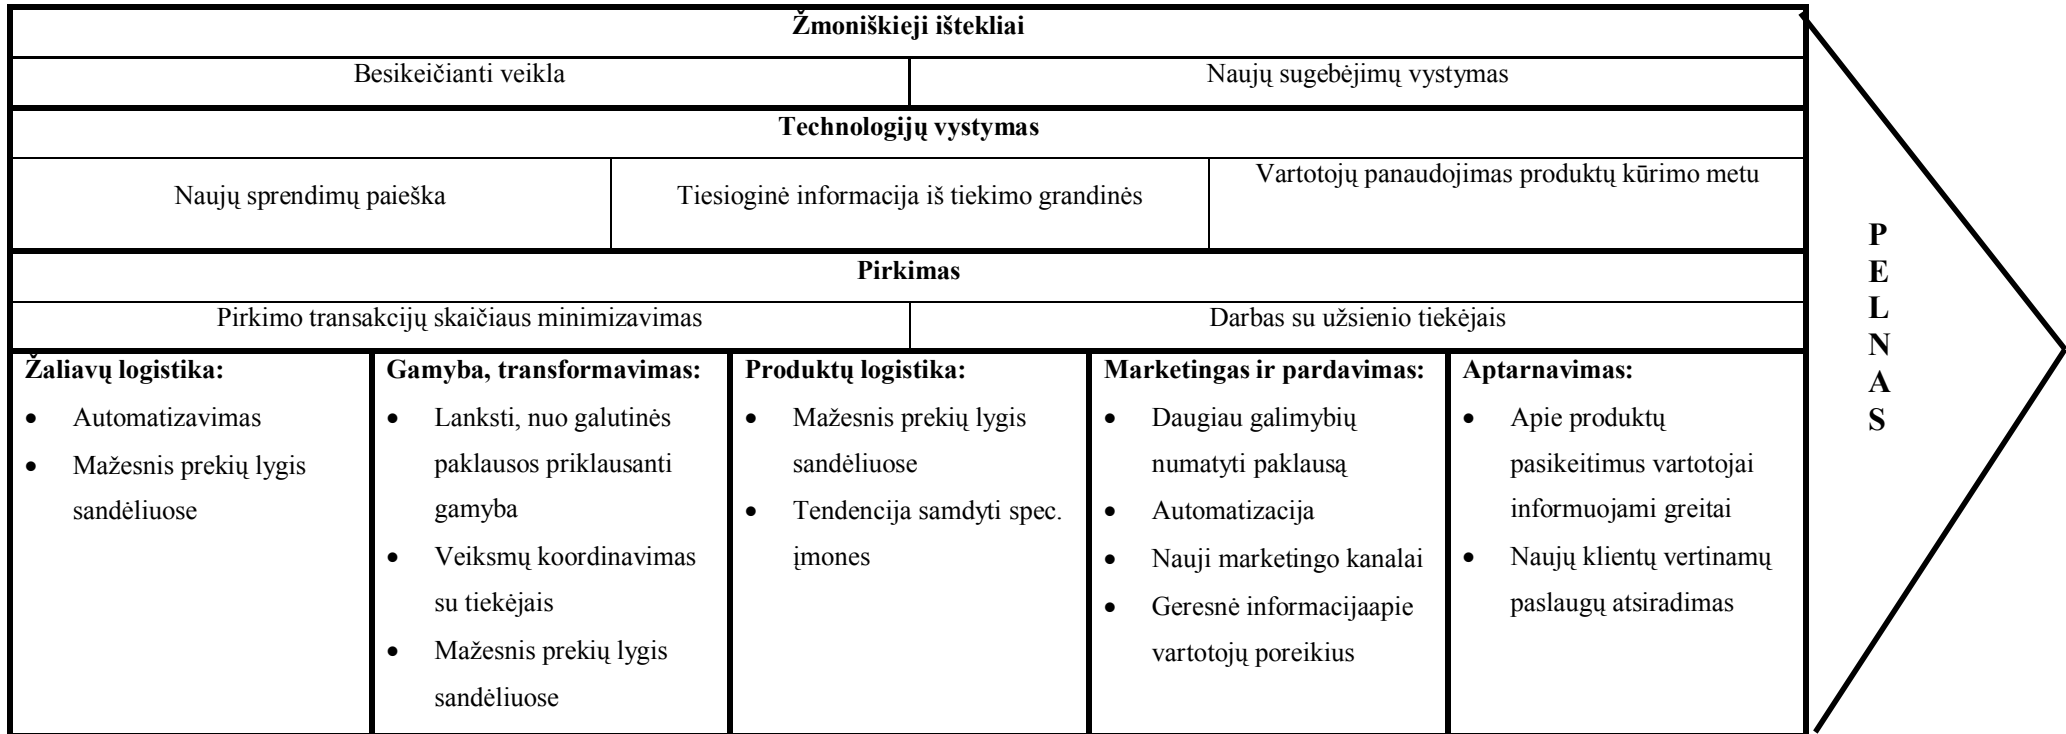 Žmoniškieji ištekliai
Besikeičianti veikla
Naujų sugebėjimų vystymas
Technologijų vystymas
Naujų sprendimų paieška
Tiesioginė informacija iš tiekimo grandinės
Vartotojų panaudojimas produktų kūrimo metu
Pirkimas
Pirkimo transakcijų skaičiaus minimizavimas
Darbas su užsienio tiekėjais
Žaliavų logistika:
• Automatizavimas
• Mažesnis prekių lygis
sandėliuose
Gamyba, transformavimas:
• Lanksti, nuo galutinės
paklausos priklausanti
gamyba
• Veiksmų koordinavimas
su tiekėjais
• Mažesnis prekių lygis
sandėliuose
Produktų logistika:
• Mažesnis prekių lygis
sandėliuose
• Tendencija samdyti spec.
įmones
Marketingas ir pardavimas:
• Daugiau galimybių
numatyti paklausą
• Automatizacija
• Nauji marketingo kanalai
• Geresnė informacijaapie
vartotojų poreikius
Aptarnavimas:
• Apie produktų
pasikeitimus vartotojai
informuojami greitai
• Naujų klientų vertinamų
paslaugų atsiradimas
P
E
L
N
A
S